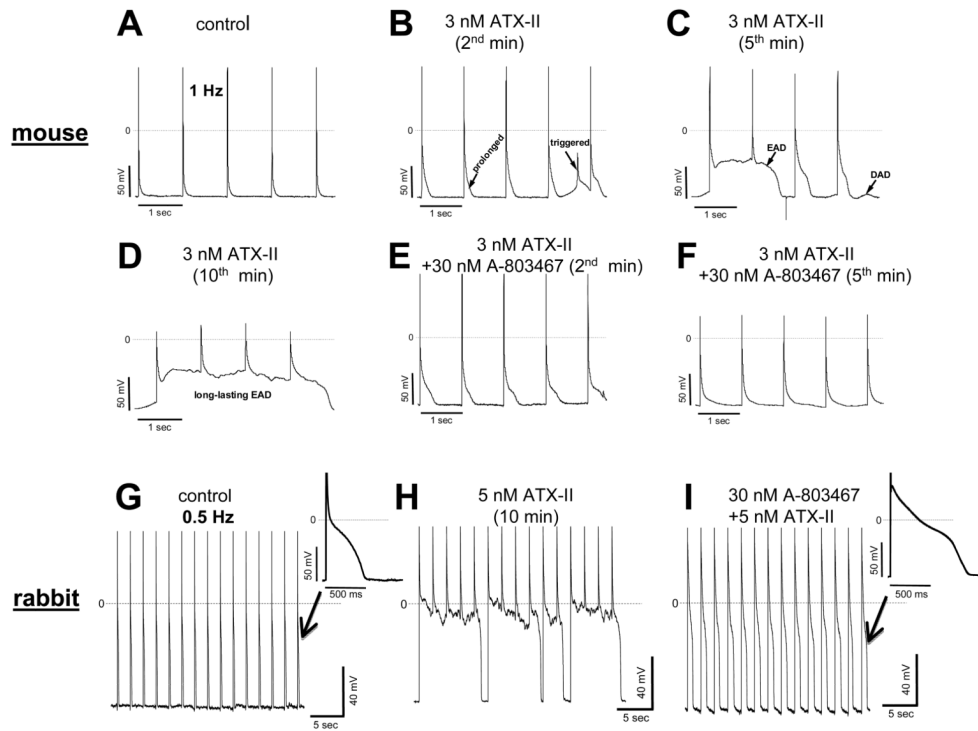 A
control
1 Hz
0
50 mV
1 sec
B
3 nM ATX-II
(2nd min)
prolonged
triggered
0
50 mV
1 sec
C
3 nM ATX-II
(5th min)
EAD
DAD
0
50 mV
1 sec
mouse
D
3 nM ATX-II
(10th min)
0
long-lasting EAD
50 mV
1 sec
E
3 nM ATX-II
+30 nM A-803467 (2nd min)
0
50 mV
1 sec
F
3 nM ATX-II
+30 nM A-803467 (5th min)
0
50 mV
1 sec
rabbit
G
control
0.5 Hz
0
50 mV
500 ms
0
40 mV
5 sec
H
5 nM ATX-II
(10 min)
0
40 mV
5 sec
I
30 nM A-803467
+5 nM ATX-II
0
50 mV
500 ms
0
40 mV
5 sec